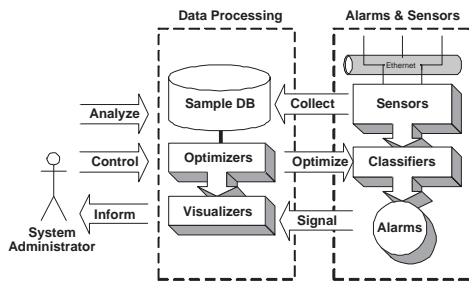 Data Processing
Alarms & Sensors
Ethernet
Sample DB
Collect
Sensors
Analyze
Control
Optimizers
Optimize
Classifiers
Inform
Visualizers
Signal
Alarms
System
Administrator